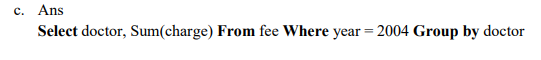 c. Ans
Select doctor, Sum(charge) From fee Where year = 2004 Group by doctor